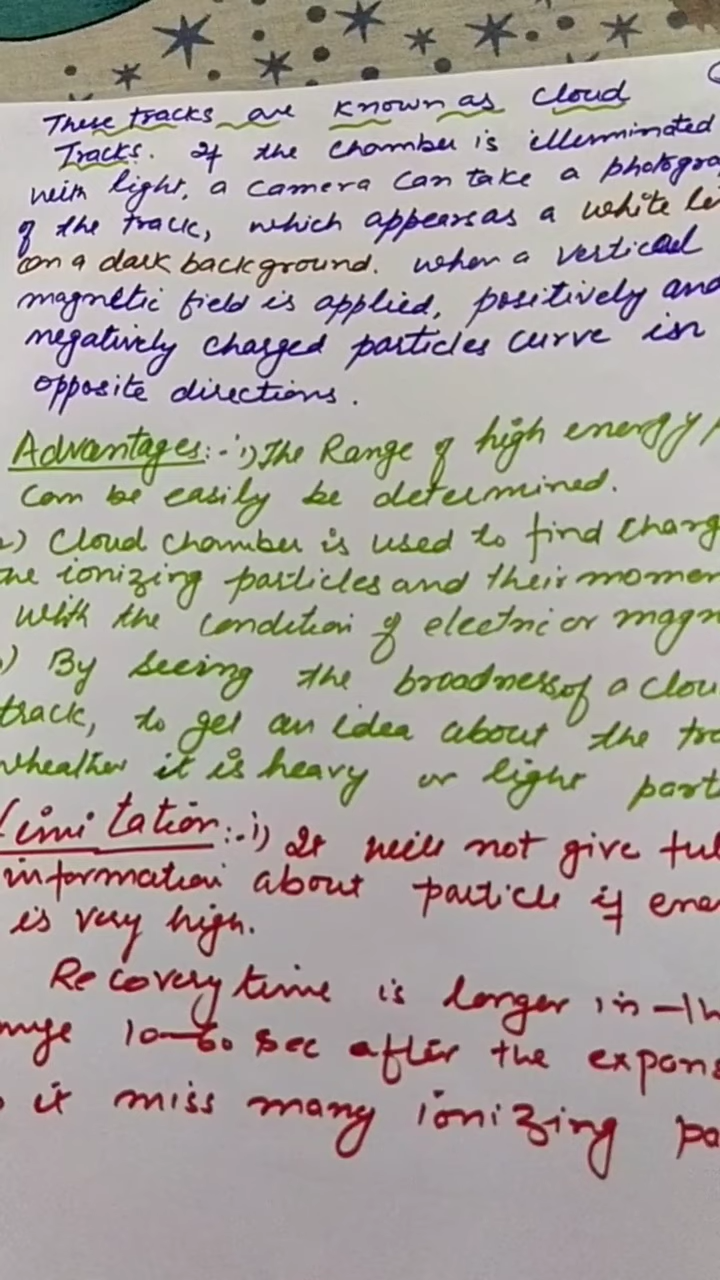 These tracks are known as Cloud
Tracks. If the chamber is illuminated
with light, a camera can take a photogra
of the track, which appears as a white li
on a dark background. when a vertical
magnetic field is applied, positively and
negatively charged particles curve in
opposite directions.
Advantages:- 1) The Range of high energy p
can be easily be determined.
2) Cloud chamber is used to find charg
the ionizing particles and their momen
with the condition of electric or magn
3) By seeing the broadness of a clou
track, to get an idea about the tra
wheather it is heavy or light part
Limitation:- 1) It will not give ful
information about particle if ene
is very high.
Recovery time is longer in th
10-60 sec after the expans
it miss many ionizing pa